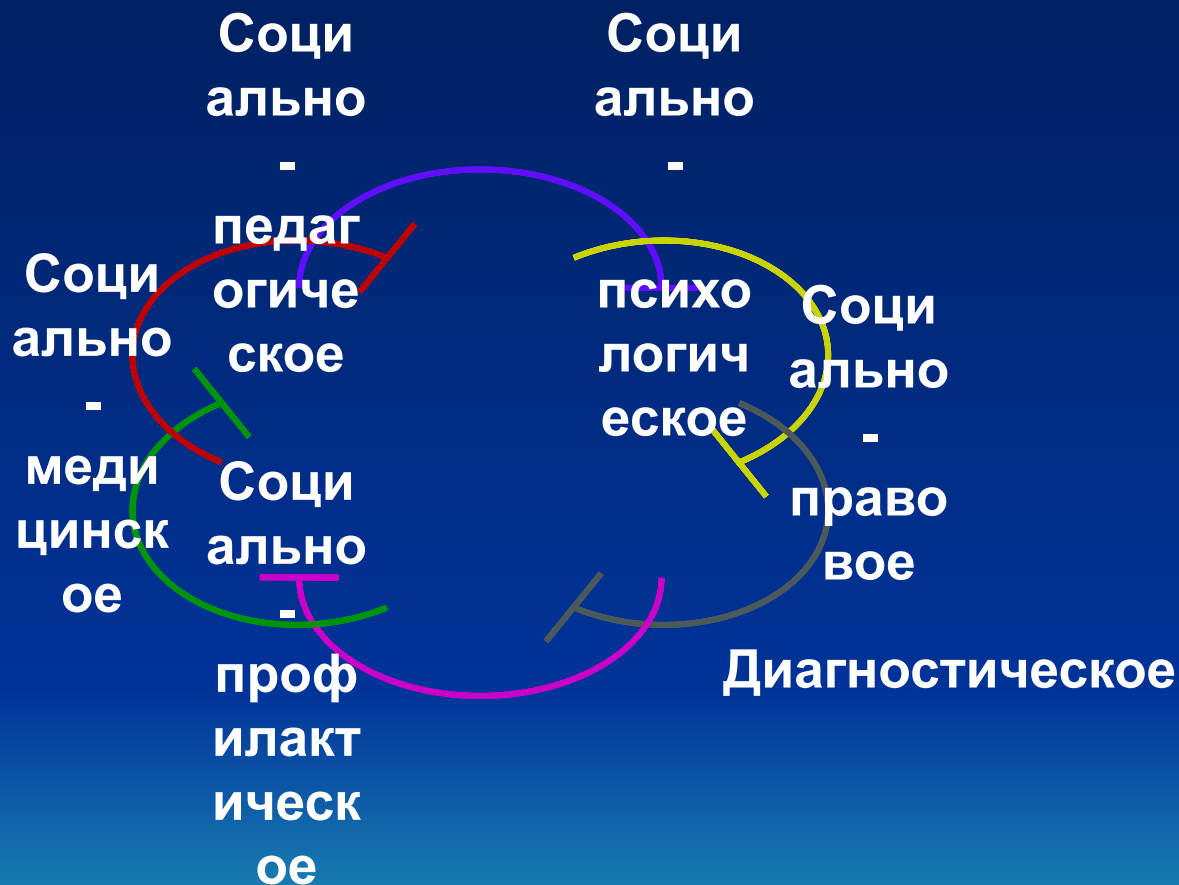 Соци
ально
-
педаг
огиче
ское
Соци
ально
-
психо
логич
еское
Соци
ально
-
меди
цинск
ое
Соци
ально
-
право
вое
Соци
ально
-
проф
илакт
ическ
ое
Диагностическое